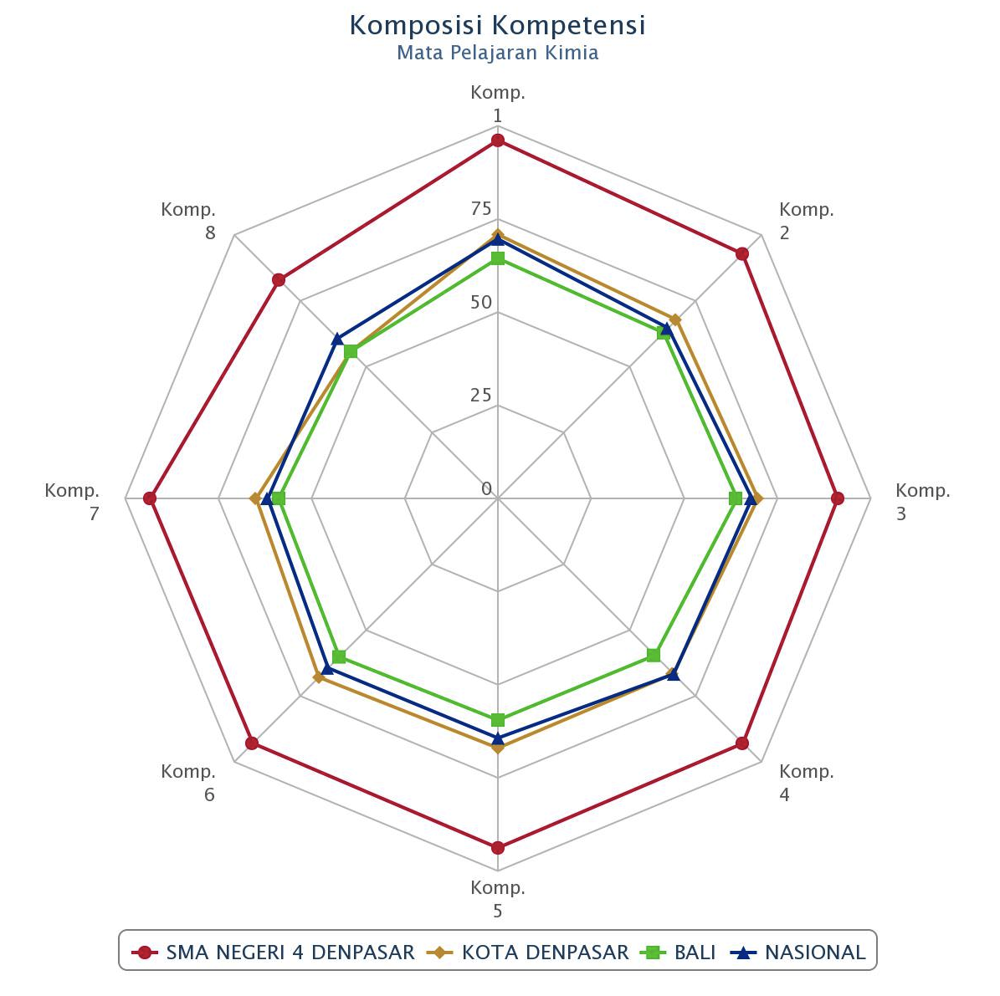 Komposisi Kompetensi
Mata Pelajaran Kimia
Komp.
1
Komp.
2
Komp.
3
Komp.
4
Komp.
5
Komp.
6
Komp.
7
Komp.
8
75
50
25
0
SMA NEGERI 4 DENPASAR KOTA DENPASAR BALI NASIONAL